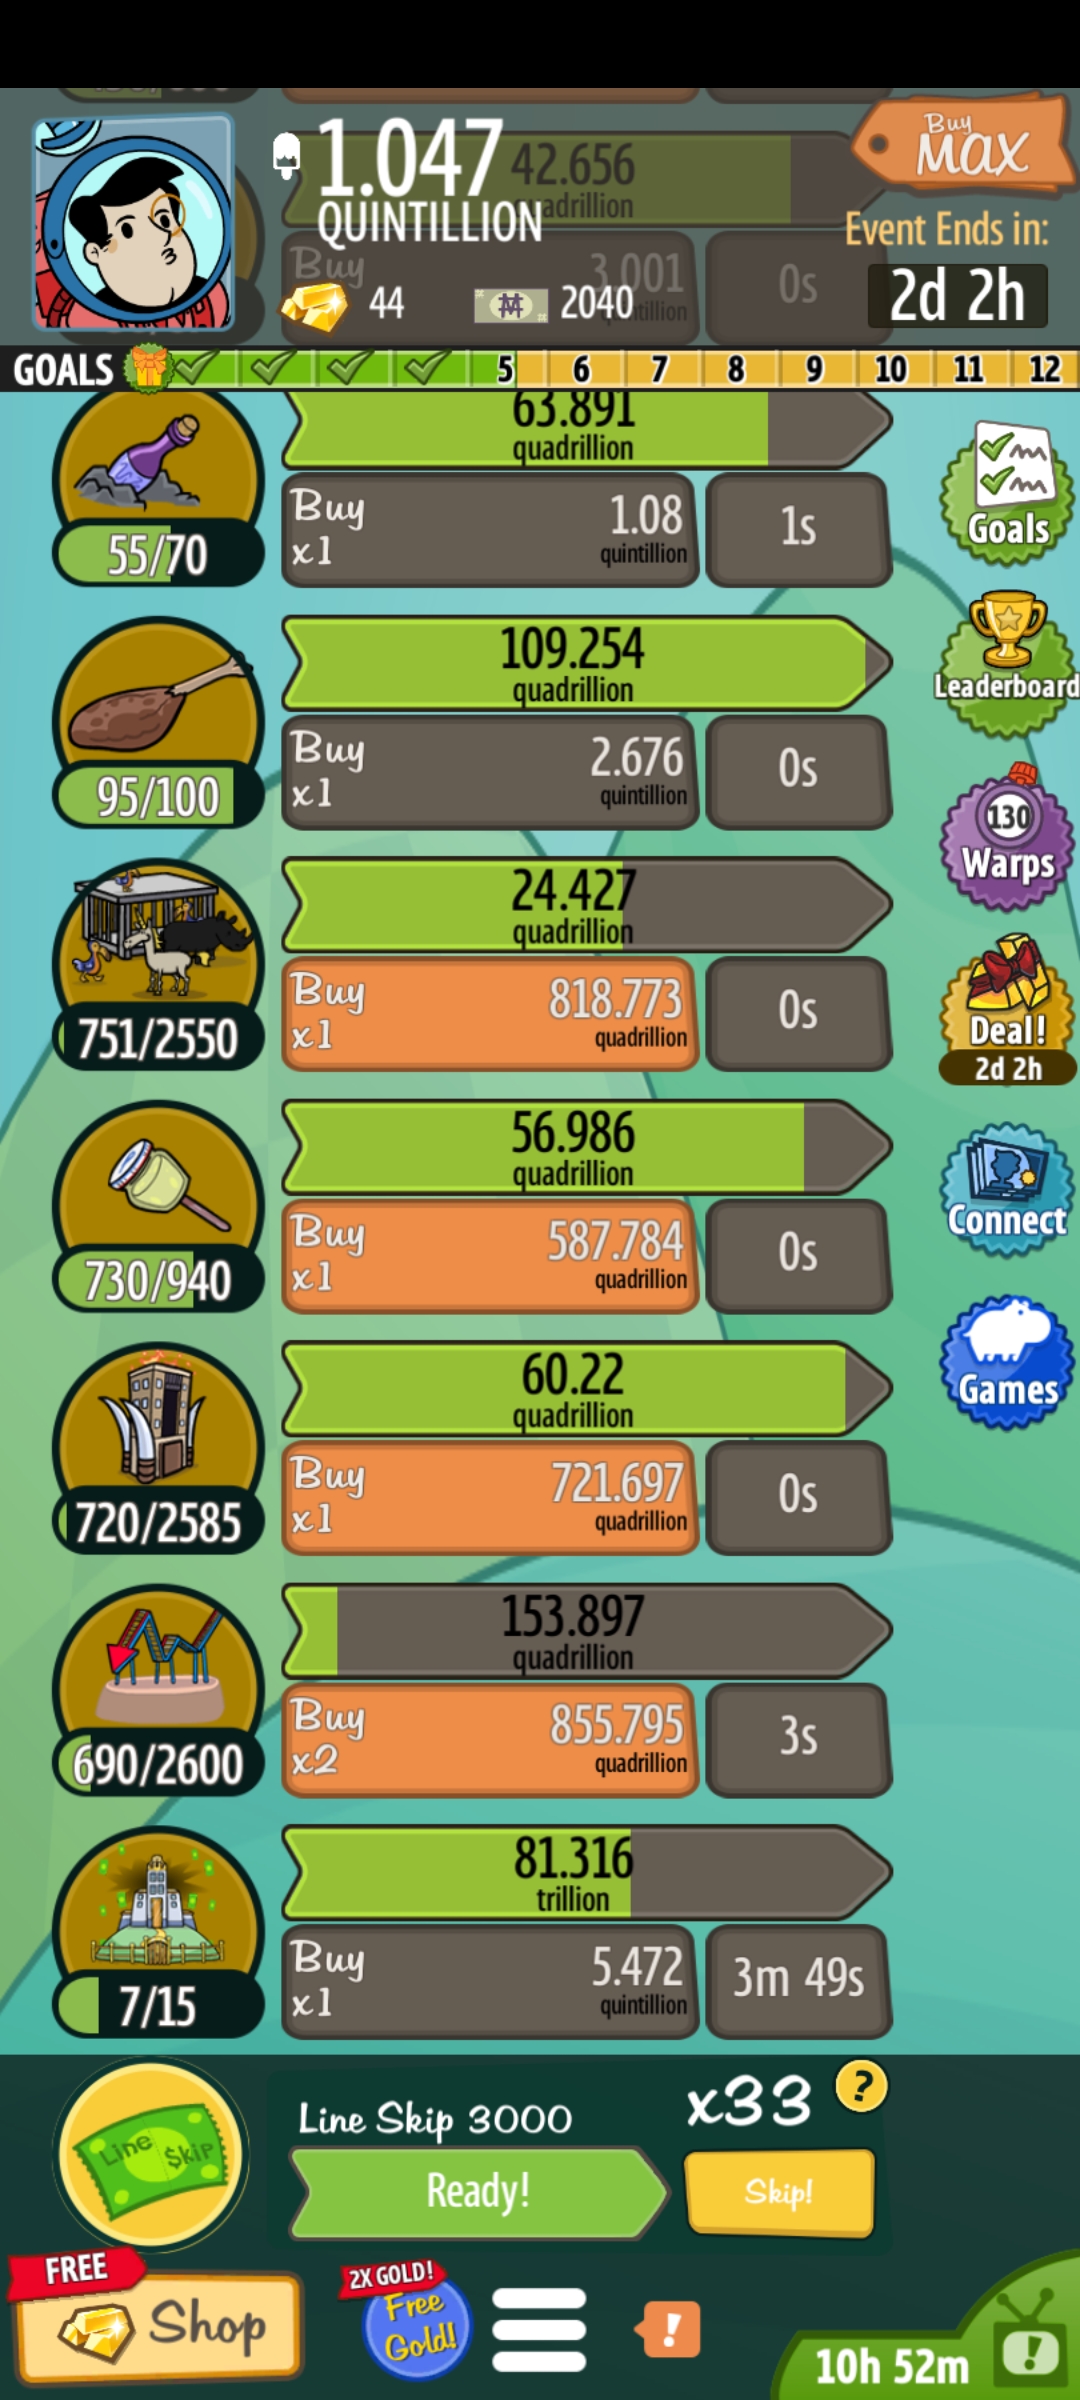 1.047
QUINTILLION
42.656
Buy
MAX
Event Ends in:
2d 2h
Buy
3.001
0s
44
2040
GOALS
5
6
7
8
9
10
11
12
63.891
quadrillion
55/70
Buy
x1
1.08
quintillion
1s
Goals
109.254
quadrillion
95/100
Buy
x1
2.676
quintillion
0s
Leaderboard
130
Warps
24.427
quadrillion
751/2550
Buy
x1
818.773
quadrillion
0s
Deal!
2d 2h
56.986
quadrillion
730/940
Buy
x1
587.784
quadrillion
0s
Connect
60.22
quadrillion
720/2585
Buy
x1
721.697
quadrillion
0s
Games
153.897
quadrillion
690/2600
Buy
x2
855.795
quadrillion
3s
81.316
trillion
7/15
Buy
x1
5.472
quintillion
3m 49s
Line $kip
Line Skip 3000
x33
?
Ready!
Skip!
FREE
Shop
2X GOLD!
Free
Gold!
!
10h 52m
!